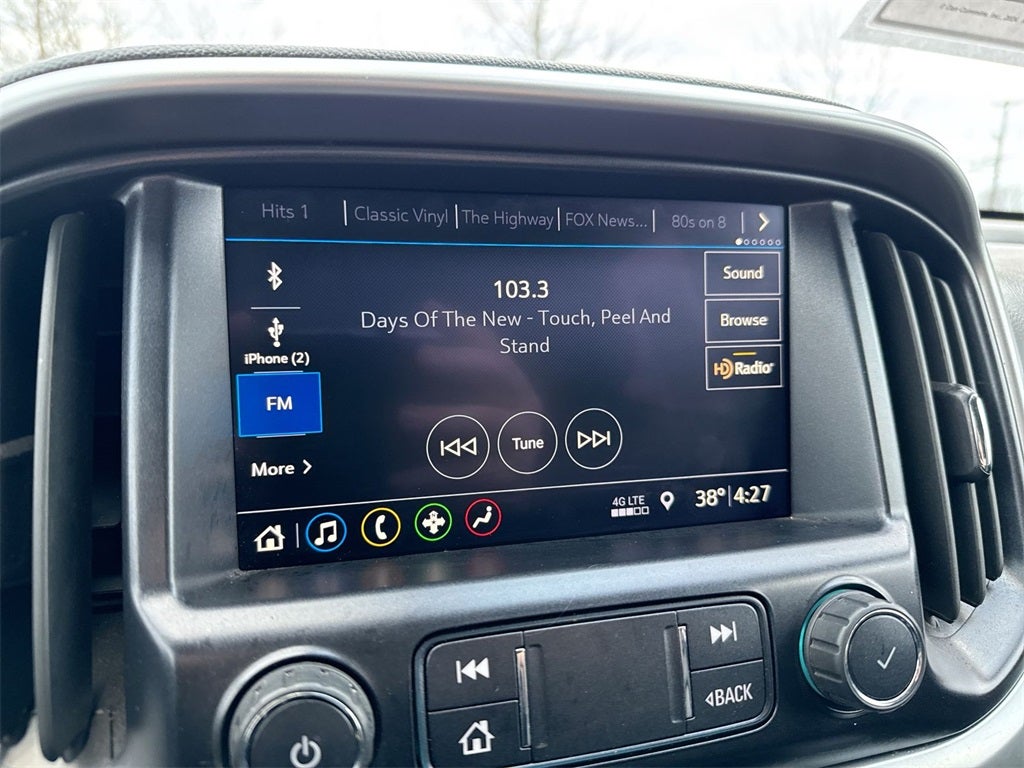 Hits 1 Classic Vinyl The Highway FOX News... 80s on 8
103.3
Days Of The New - Touch, Peel And
Stand
iPhone (2)
FM
More
Sound
Browse
HD Radio
Tune
4G LTE
38° 4:27
BACK